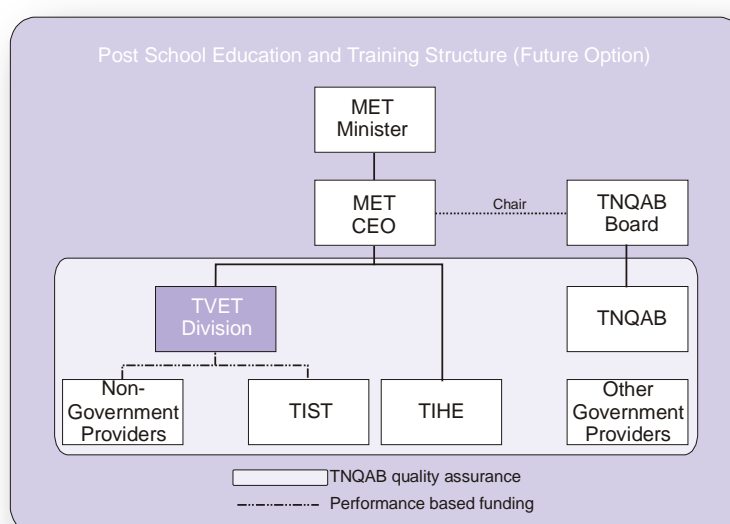 Post School Education and Training Structure (Future Option)
MET
Minister
MET
CEO
Chair
TNQAB
Board
TVET
Division
TNQAB
Non-
Government
Providers
TIST
TIHE
Other
Government
Providers
TNQAB quality assurance
Performance based funding